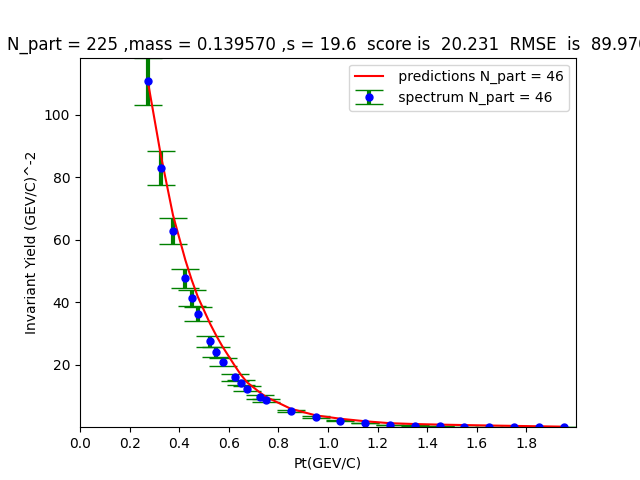 N_part = 225 ,mass = 0.139570 ,s = 19.6  score is  20.231  RMSE  is
predictions N_part = 46
spectrum N_part = 46
Invariant Yield (GEV/C)^-2
100
80
60
40
20
0.0 0.2 0.4 0.6 0.8 1.0 1.2 1.4 1.6 1.8
Pt(GEV/C)